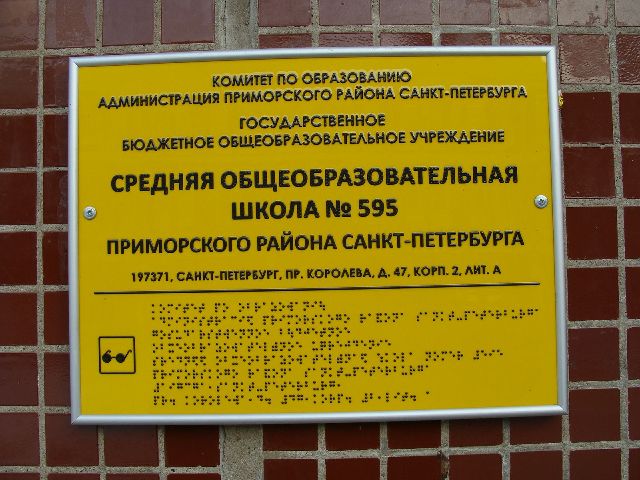 КОМИТЕТ ПО ОБРАЗОВАНИЮ
АДМИНИСТРАЦИЯ ПРИМОРСКОГО РАЙОНА САНКТ-ПЕТЕРБУРГА
ГОСУДАРСТВЕННОЕ
БЮДЖЕТНОЕ ОБЩЕОБРАЗОВАТЕЛЬНОЕ УЧРЕЖДЕНИЕ
СРЕДНЯЯ ОБЩЕОБРАЗОВАТЕЛЬНАЯ
ШКОЛА № 595
ПРИМОРСКОГО РАЙОНА САНКТ-ПЕТЕРБУРГА
197371, САНКТ-ПЕТЕРБУРГ, ПР. КОРОЛЕВА, Д. 47, КОРП. 2, ЛИТ. А